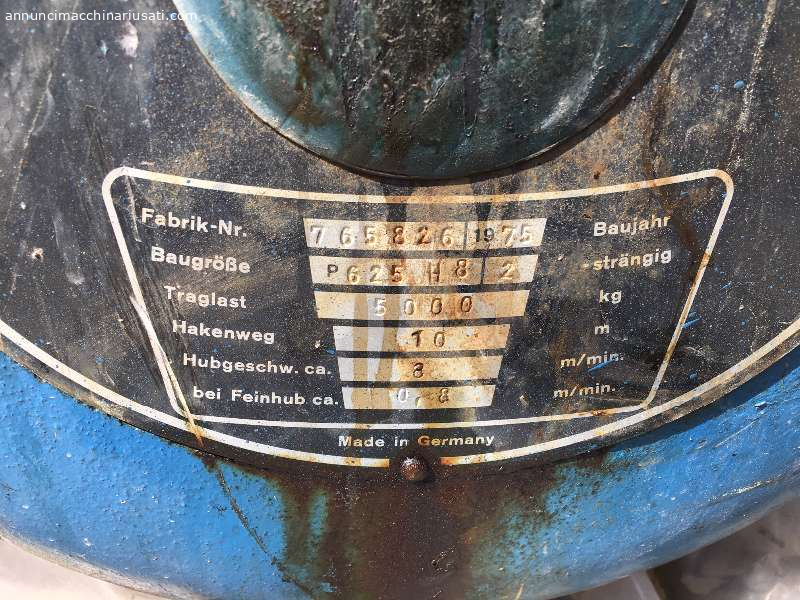 annuncimacchinariusati.com
Fabrik-Nr. 765826 1975 Baujahr
Baugröße P625 H8 2 -strängig
Traglast 5000 kg
Hakenweg 10 m
Hubgeschw. ca. 8 m/min.
bei Feinhub ca. 0,8 m/min.
Made in Germany